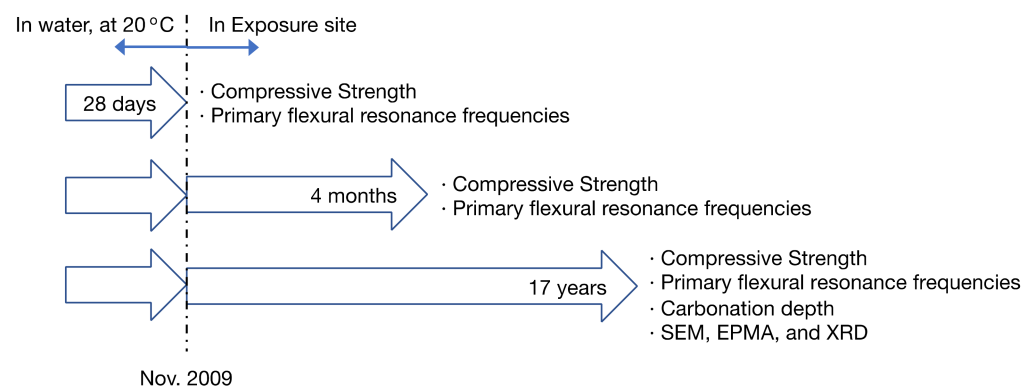 In water, at 20°C
In Exposure site
28 days
· Compressive Strength
· Primary flexural resonance frequencies
4 months
· Compressive Strength
· Primary flexural resonance frequencies
17 years
· Compressive Strength
· Primary flexural resonance frequencies
· Carbonation depth
· SEM, EPMA, and XRD
Nov. 2009